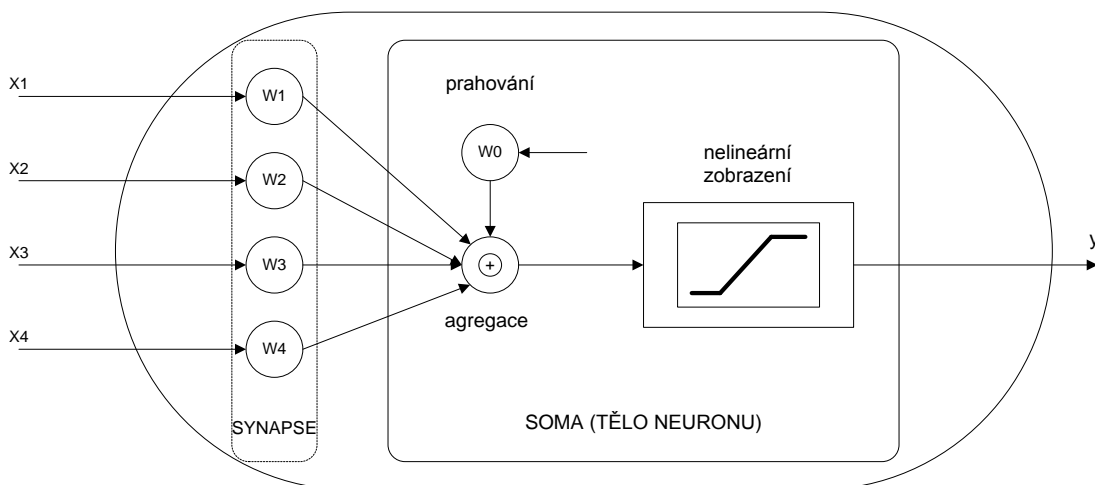 X1
W1
X2
W2
X3
W3
X4
W4
SYNAPSE
prahování
W0
+
agregace
nelineární
zobrazení
SOMA (TĚLO NEURONU)
y